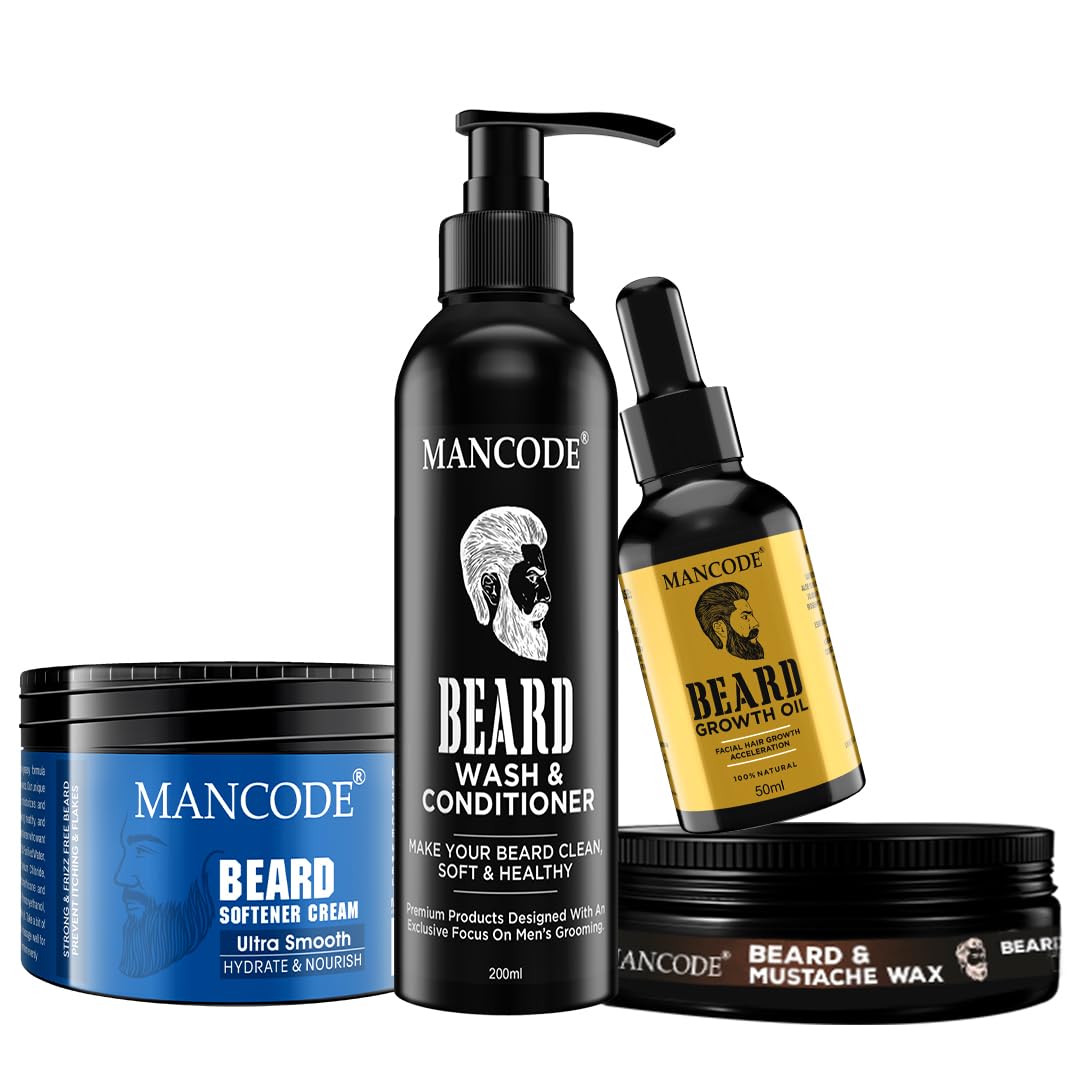 MANCODE®
BEARD
WASH &
CONDITIONER
MAKE YOUR BEARD CLEAN,
SOFT & HEALTHY
Premium Products Designed With An
Exclusive Focus On Men's Grooming.
200ml
MANCODE®
BEARD
GROWTH OIL
FACIAL HAIR GROWTH
ACCELERATION
100% NATURAL
50ml
STRONG & FRIZZ FREE BEARD
PREVENT ITCHING & FLAKES
MANCODE®
BEARD
SOFTENER CREAM
Ultra Smooth
HYDRATE & NOURISH
ANCODE®
BEARD &
MUSTACHE WAX
BEARD